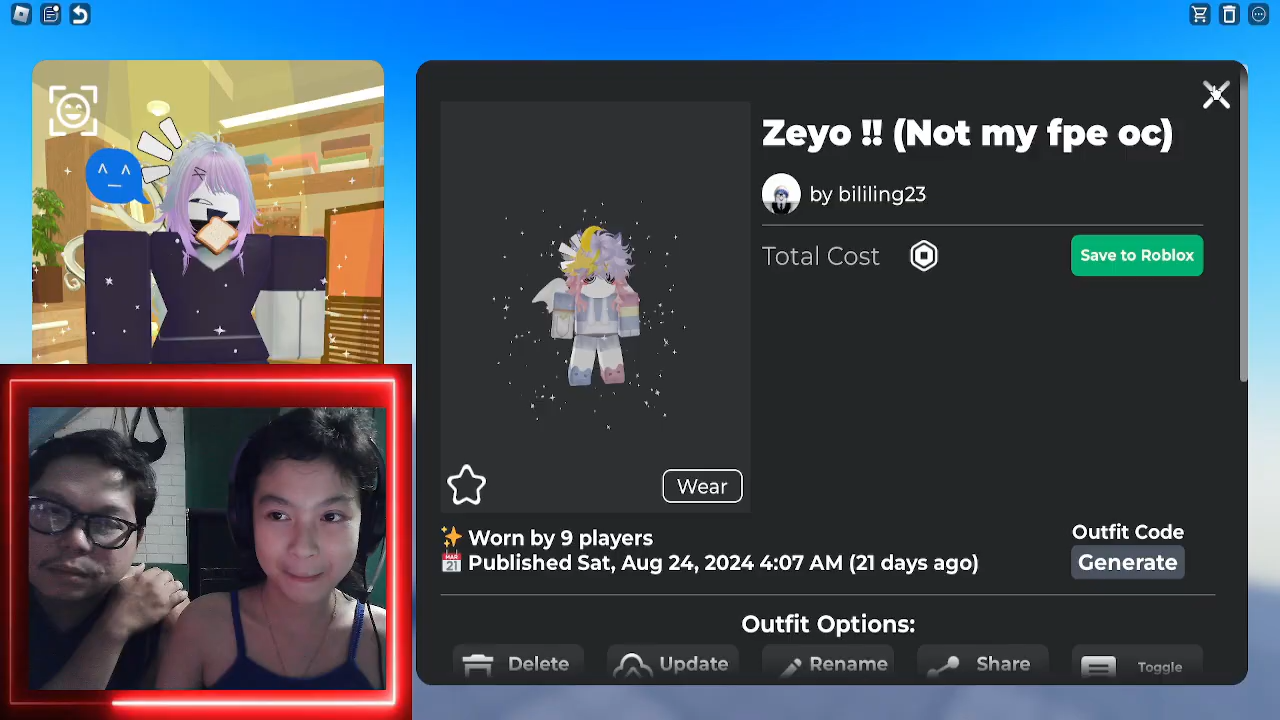 Zeyo !! (Not my fpe oc)
by bililing23
Total Cost
Save to Roblox
Wear
Worn by 9 players
Outfit Code
MAR
21
Published Sat, Aug 24, 2024 4:07 AM (21 days ago)
Generate
Outfit Options:
Delete
Update
Rename
Share
Toggle